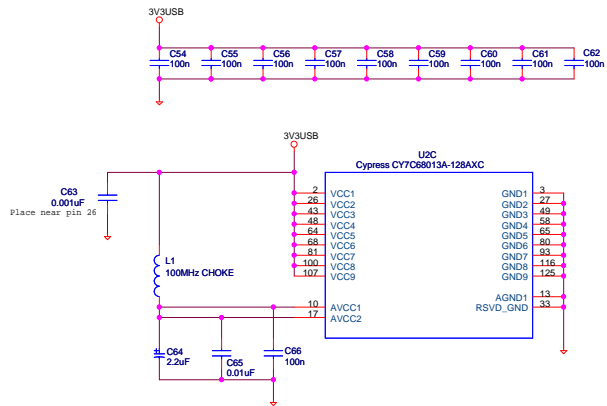 3V3USB
C54 C55 C56 C57 C58 C59 C60 C61 C62
100n 100n 100n 100n 100n 100n 100n 100n 100n
3V3USB
U2C
Cypress CY7C68013A-128AXC
C63
0.001uF
Place near pin 26
2 VCC1 GND1 3
26 VCC2 GND2 27
43 VCC3 GND3 49
48 VCC4 GND4 58
64 VCC5 GND5 65
68 VCC6 GND6 80
81 VCC7 GND7 93
100 VCC8 GND8 116
107 VCC9 GND9 125
L1
100MHz CHOKE
AGND1 13
10 AVCC1 RSVD_GND 33
17 AVCC2
C64
2.2uF
C65
0.01uF
C66
100n